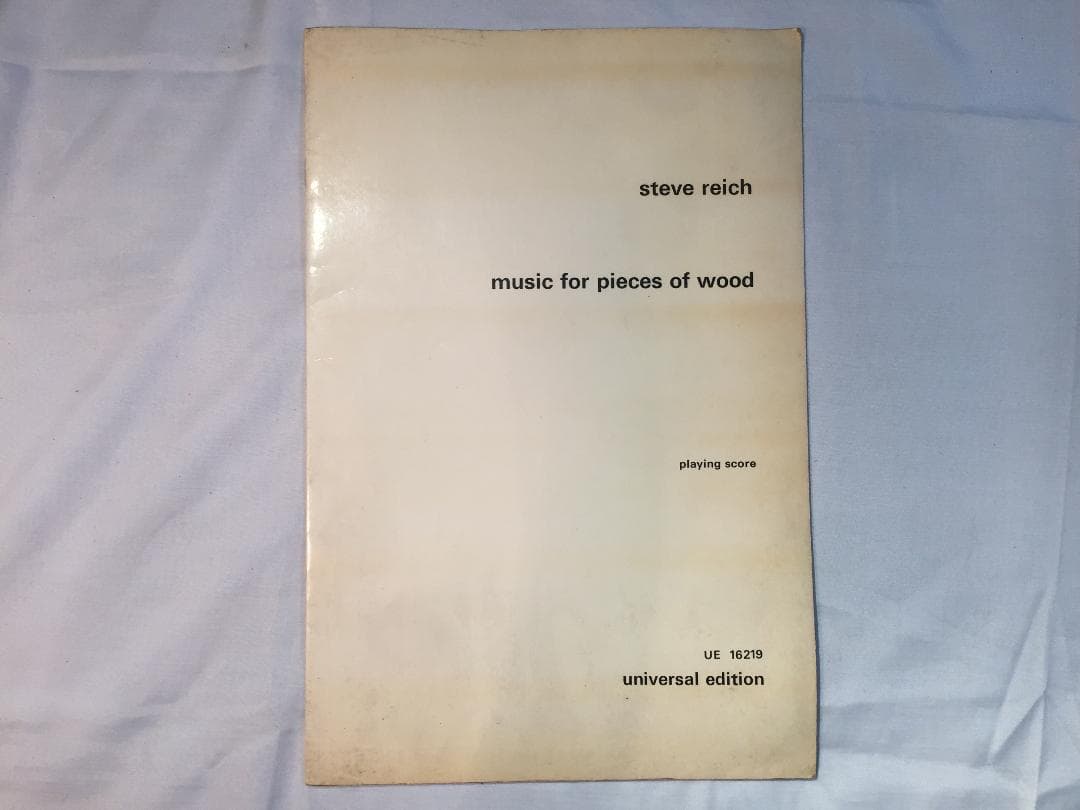 steve reich
music for pieces of wood
playing score
UE 16219
universal edition